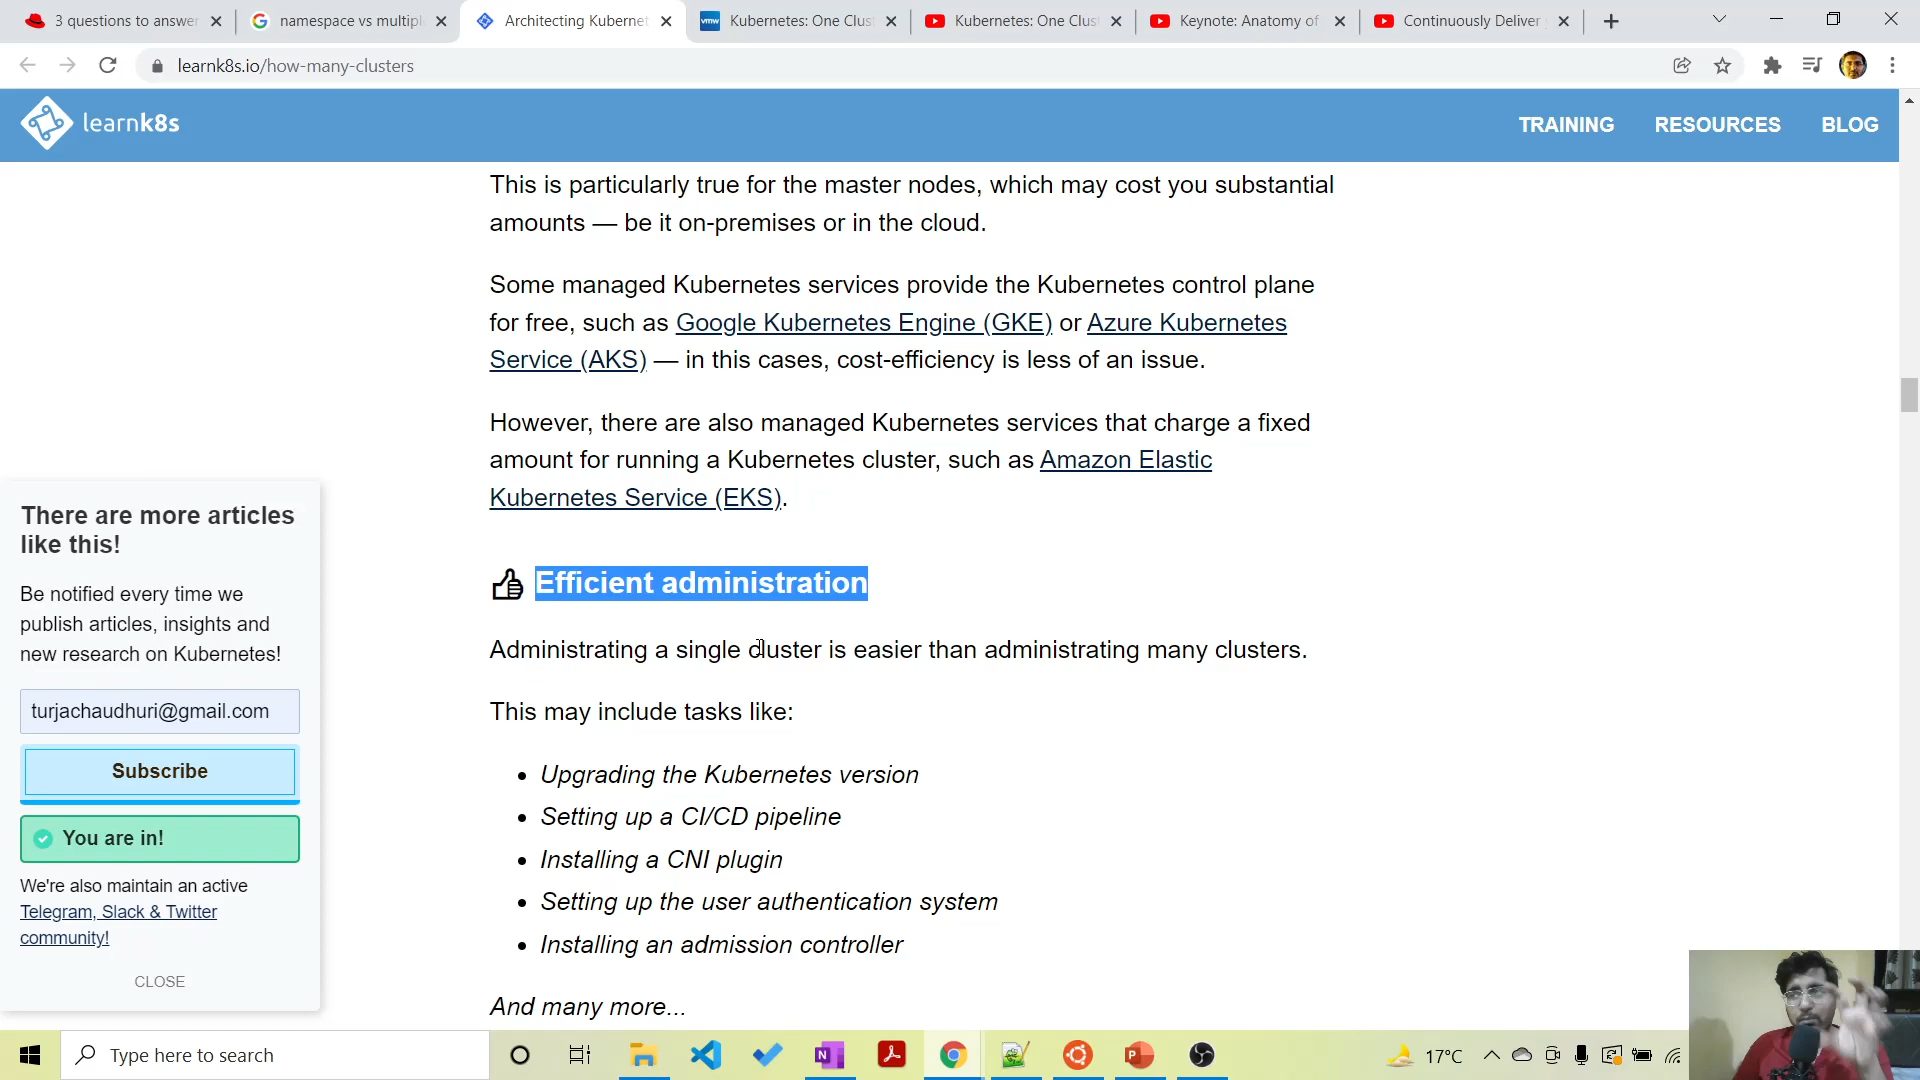 3 questions to answer
namespace vs multipl
Architecting Kubernet
vmw
Kubernetes: One Clus
Kubernetes: One Clus
Keynote: Anatomy of
Continuously Deliver
learnk8s.io/how-many-clusters
learnk8s
TRAINING
RESOURCES
BLOG
This is particularly true for the master nodes, which may cost you substantial
amounts — be it on-premises or in the cloud.
Some managed Kubernetes services provide the Kubernetes control plane
for free, such as Google Kubernetes Engine (GKE) or Azure Kubernetes
Service (AKS) — in this cases, cost-efficiency is less of an issue.
However, there are also managed Kubernetes services that charge a fixed
amount for running a Kubernetes cluster, such as Amazon Elastic
Kubernetes Service (EKS).
Efficient administration
Administrating a single cluster is easier than administrating many clusters.
This may include tasks like:
• Upgrading the Kubernetes version
• Setting up a CI/CD pipeline
• Installing a CNI plugin
• Setting up the user authentication system
• Installing an admission controller
And many more...
There are more articles
like this!
Be notified every time we
publish articles, insights and
new research on Kubernetes!
turjachaudhuri@gmail.com
Subscribe
You are in!
We're also maintain an active
Telegram, Slack & Twitter
community!
CLOSE
Type here to search
17°C